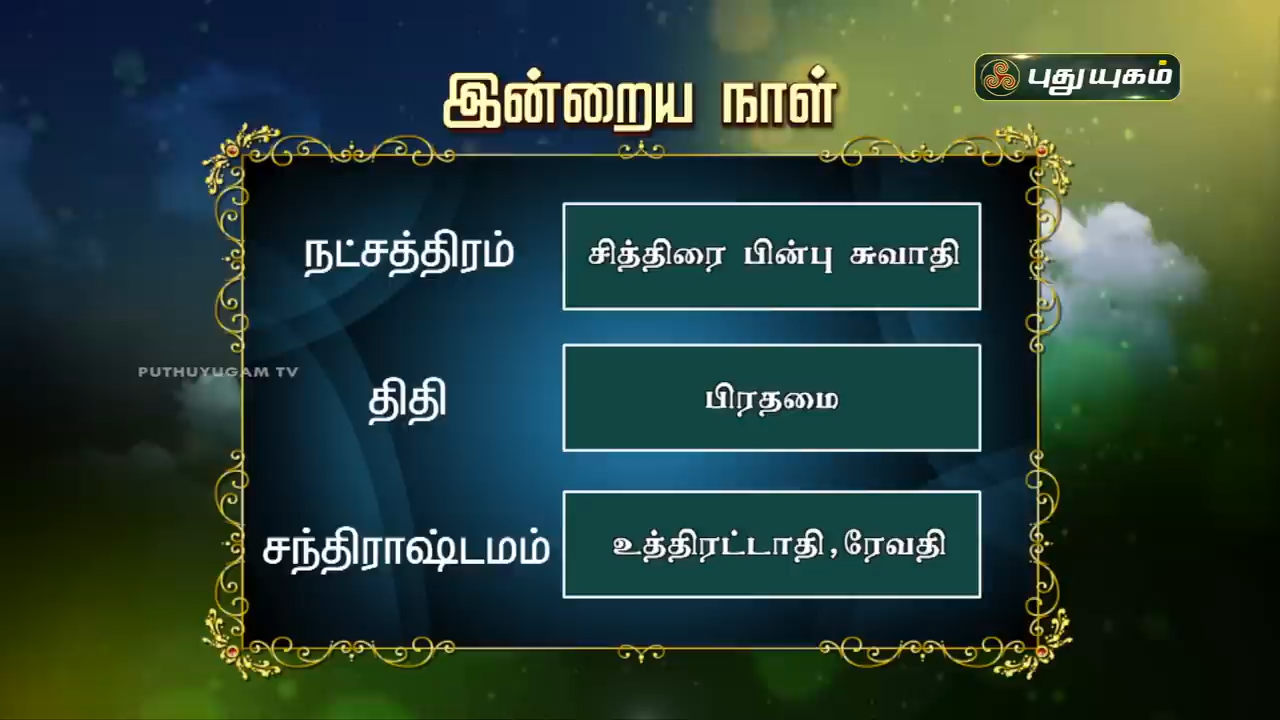 புதுயுகம்
இன்றைய நாள்
நட்சத்திரம் சித்திரை பின்பு சுவாதி
PUTHUYUGAM TV
திதி பிரதமை
சந்திராஷ்டமம் உத்திரட்டாதி,ரேவதி